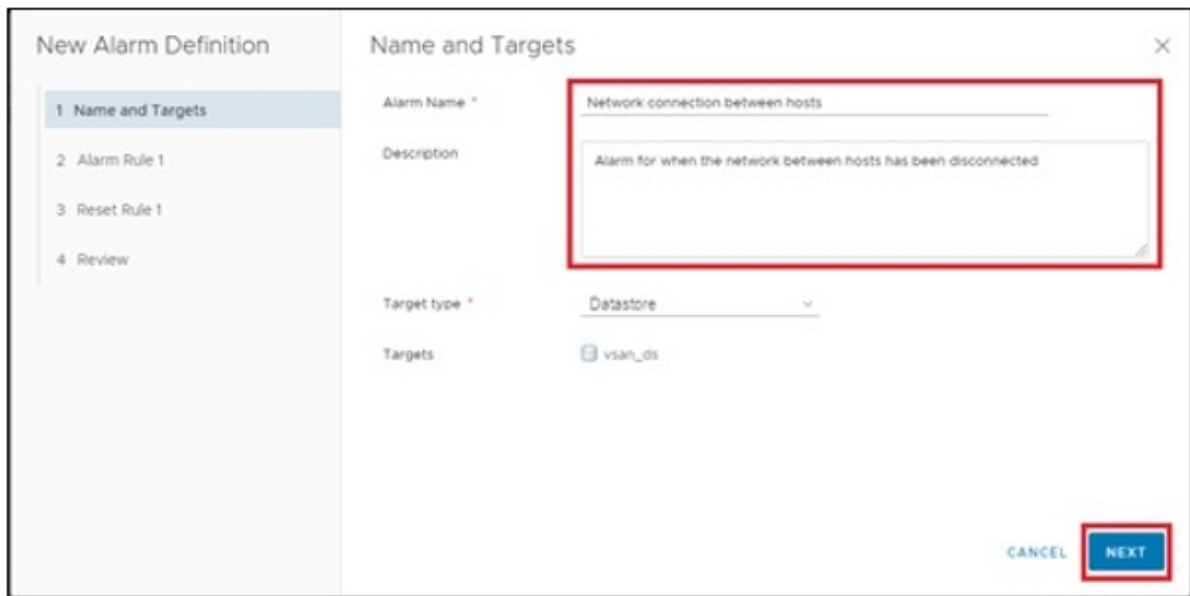 New Alarm Definition
1 Name and Targets
2 Alarm Rule 1
3 Reset Rule 1
4 Review
Name and Targets
Alarm Name *
Network connection between hosts
Description
Alarm for when the network between hosts has been disconnected
Target type *
Datastore
Targets
vsan_ds
CANCEL
NEXT